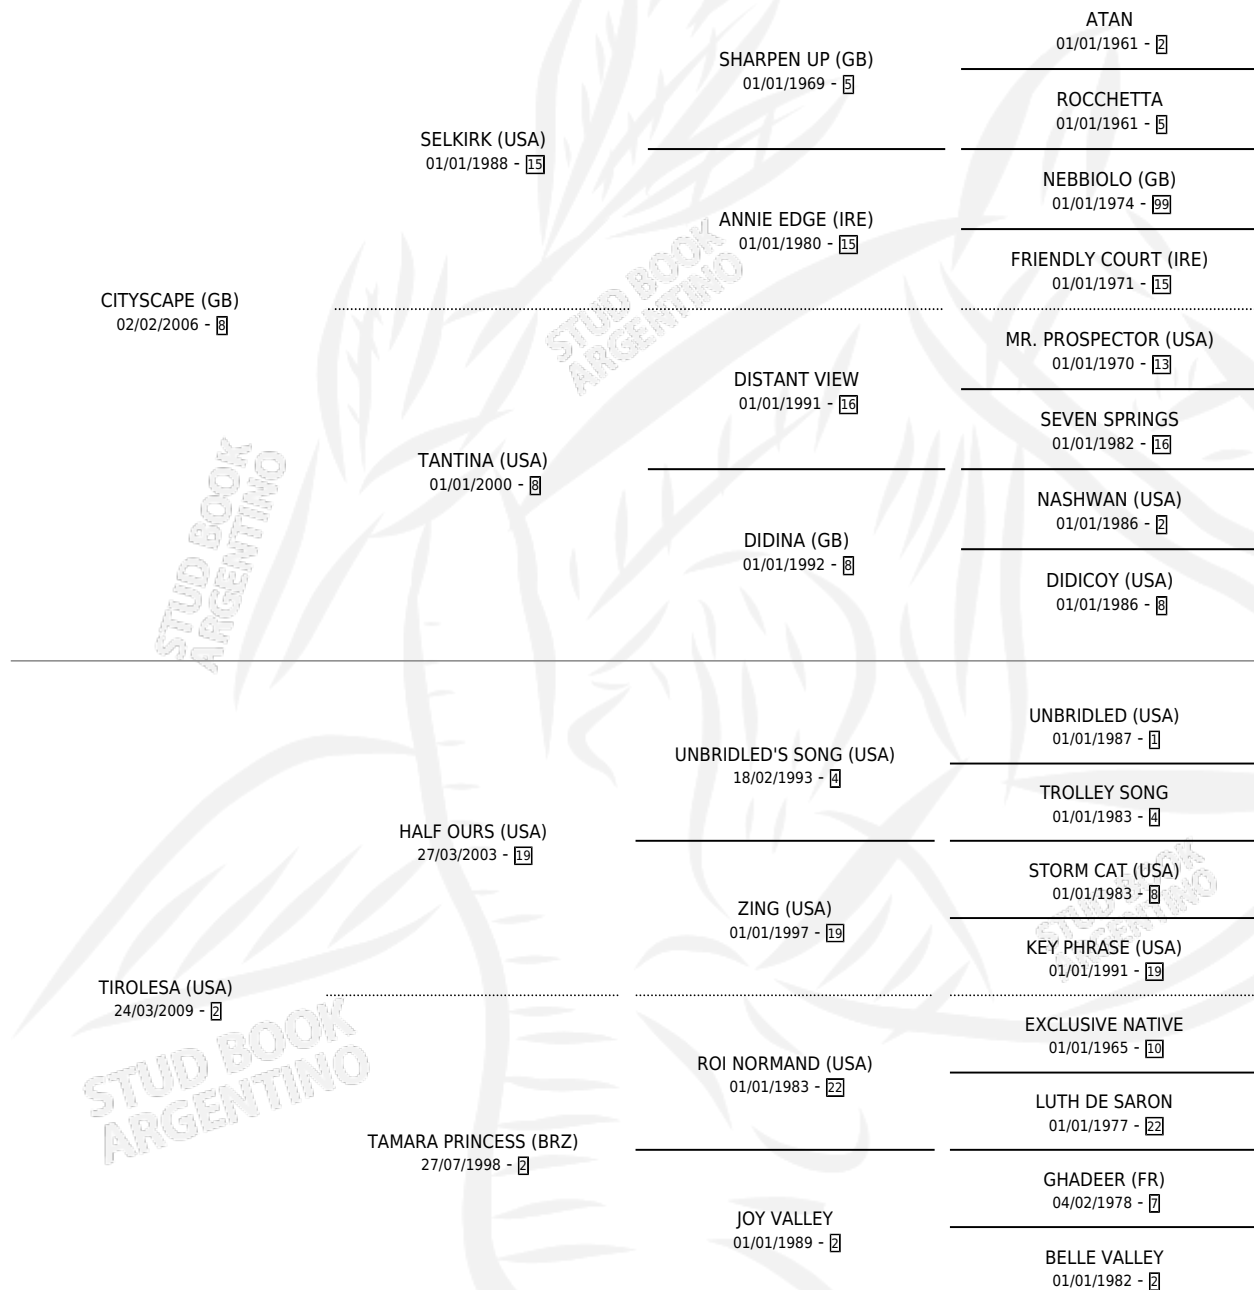 ATAN
01/01/1961 - 2
SHARPEN UP (GB)
01/01/1969 - 5
ROCCHETTA
01/01/1961 - 5
SELKIRK (USA)
01/01/1988 - 15
NEBBIOLO (GB)
01/01/1974 - 99
ANNIE EDGE (IRE)
01/01/1980 - 15
FRIENDLY COURT (IRE)
01/01/1971 - 15
CITYSCAPE (GB)
02/02/2006 - 8
MR. PROSPECTOR (USA)
01/01/1970 - 13
DISTANT VIEW
01/01/1991 - 16
SEVEN SPRINGS
01/01/1982 - 16
TANTINA (USA)
01/01/2000 - 8
NASHWAN (USA)
01/01/1986 - 2
DIDINA (GB)
01/01/1992 - 8
DIDICOY (USA)
01/01/1986 - 8
UNBRIDLED (USA)
01/01/1987 - 1
UNBRIDLED'S SONG (USA)
18/02/1993 - 4
TROLLEY SONG
01/01/1983 - 4
HALF OURS (USA)
27/03/2003 - 19
STORM CAT (USA)
01/01/1983 - 8
ZING (USA)
01/01/1997 - 19
KEY PHRASE (USA)
01/01/1991 - 19
TIROLESA (USA)
24/03/2009 - 2
EXCLUSIVE NATIVE
01/01/1965 - 10
ROI NORMAND (USA)
01/01/1983 - 22
LUTH DE SARON
01/01/1977 - 22
TAMARA PRINCESS (BRZ)
27/07/1998 - 2
GHADEER (FR)
04/02/1978 - 7
JOY VALLEY
01/01/1989 - 2
BELLE VALLEY
01/01/1982 - 2
STUD BOOK
ARGENTINO
STUD BOOK
ARGENTINO
STUD BOOK
ARGENTINO
STUD BOOK
ARGENTINO